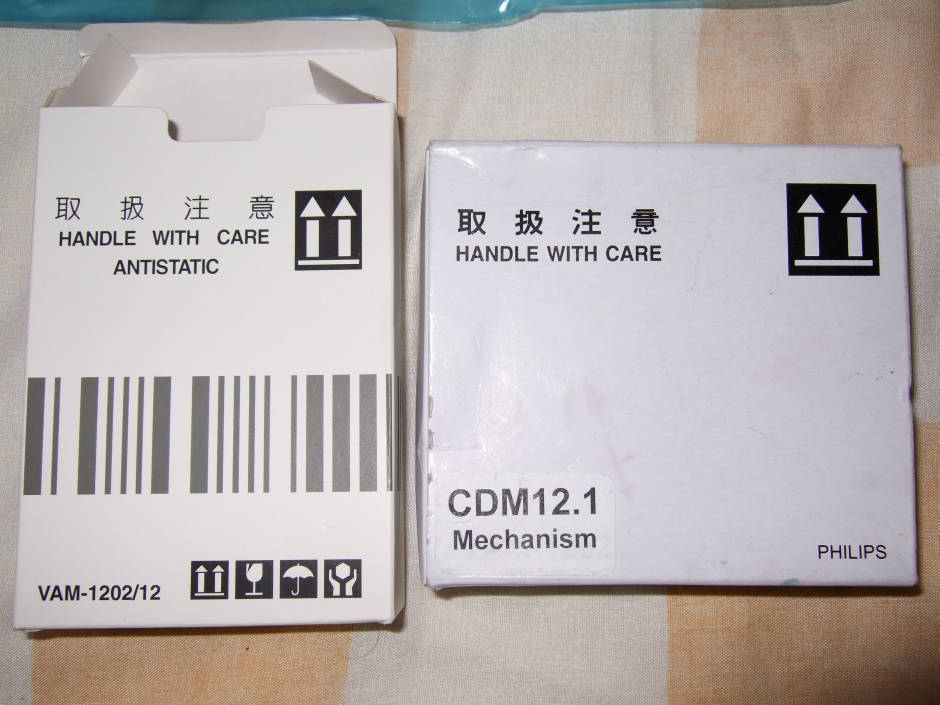 取 扱 注 意
HANDLE WITH CARE
ANTISTATIC
VAM-1202/12
取 扱 注 意
HANDLE WITH CARE
CDM12.1
Mechanism
PHILIPS